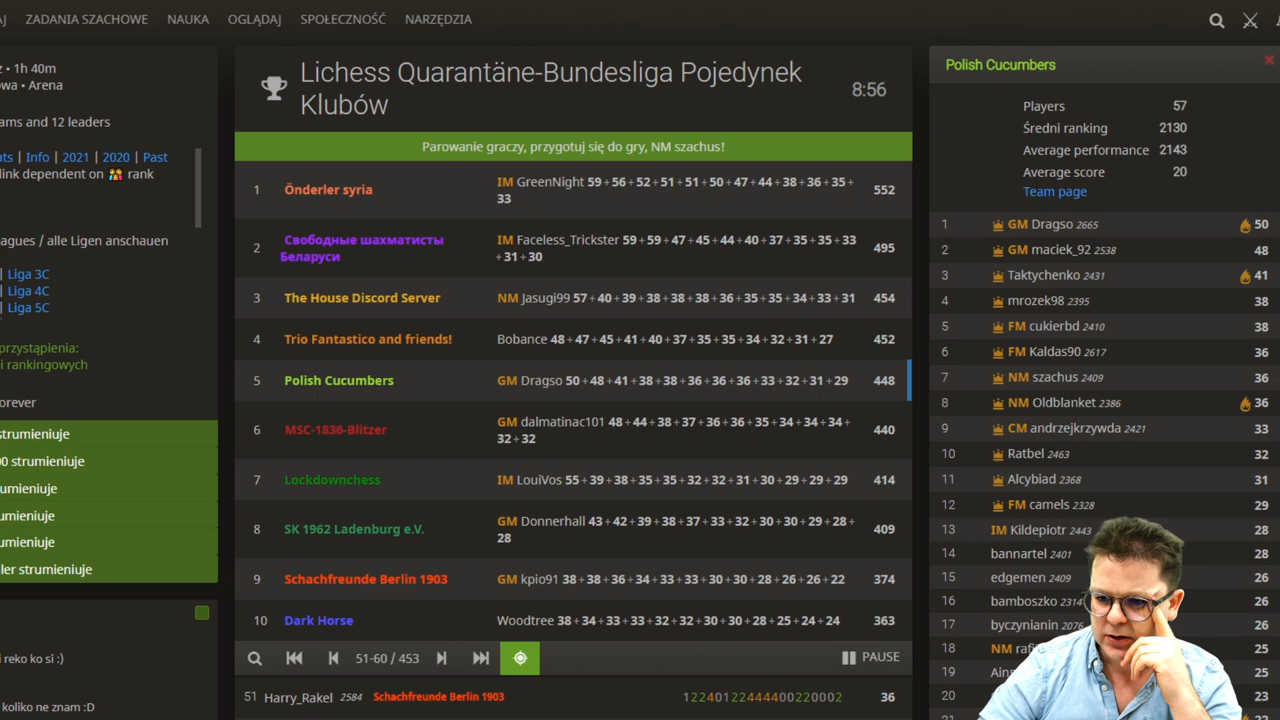 ZADANIA SZACHOWE NAUKA OGLĄDAJ SPOŁECZNOŚĆ NARZĘDZIA
• 1h 40m
• Arena
and 12 leaders
Info | 2021 | 2020 | Past
link dependent on rank
/ alle Ligen anschauen
| Liga 3C
| Liga 4C
| Liga 5C
przystąpienia:
rankingowych
strumieniuje
strumieniuje
strumieniuje
reko ko si :)
koliko ne znam :D
Lichess Quarantäne-Bundesliga Pojedynek
Klubów
8:56
Parowanie graczy, przygotuj się do gry, NM szachus!
1 Önderler syria IM GreenNight 59+56+52+51+51+50+47+44+38+36+35+
33 552
2 Свободные шахматисты
Беларуси IM Faceless_Trickster 59+59+47+45+44+40+37+35+35+33
+31+30 495
3 The House Discord Server NM Jasugi99 57+40+39+38+38+38+36+35+35+34+33+31 454
4 Trio Fantastico and friends! Bobance 48+47+45+41+40+37+35+35+34+32+31+27 452
5 Polish Cucumbers GM Dragso 50+48+41+38+38+36+36+36+33+32+31+29 448
6 MSC-1836-Blitzer GM dalmatinac101 48+44+38+37+36+36+35+34+34+34+
32+32 440
7 Lockdownchess IM LouiVos 55+39+38+35+35+32+32+31+30+29+29+29 414
8 SK 1962 Ladenburg e.V. GM Donnerhall 43+42+39+38+37+33+32+30+30+29+28+
28 409
9 Schachfreunde Berlin 1903 GM kpio91 38+38+36+34+33+33+30+30+28+26+26+22 374
10 Dark Horse Woodtree 38+34+33+33+32+32+30+30+28+25+24+24 363
51-60 / 453 PAUSE
51 Harry_Rakel 2584 Schachfreunde Berlin 1903 12240122444400220002 36
Polish Cucumbers
Players 57
Średni ranking 2130
Average performance 2143
Average score 20
Team page
1 GM Dragso 2665 50
2 GM maciek_92 2538 48
3 Taktychenko 2431 41
4 mrozek98 2395 38
5 FM cukierbd 2410 38
6 FM Kaldas90 2617 36
7 NM szachus 2409 36
8 NM Oldblanket 2386 36
9 CM andrzejkrzywda 2421 33
10 Ratbel 2463 32
11 Alcybiad 2368 31
12 FM camels 2328 29
13 IM Kildepiotr 2443 28
14 bannartel 2401 28
15 edgemen 2409 26
16 bamboszko 2314 26
17 byczynianin 2076 26
18 NM 25
19 25
20 23